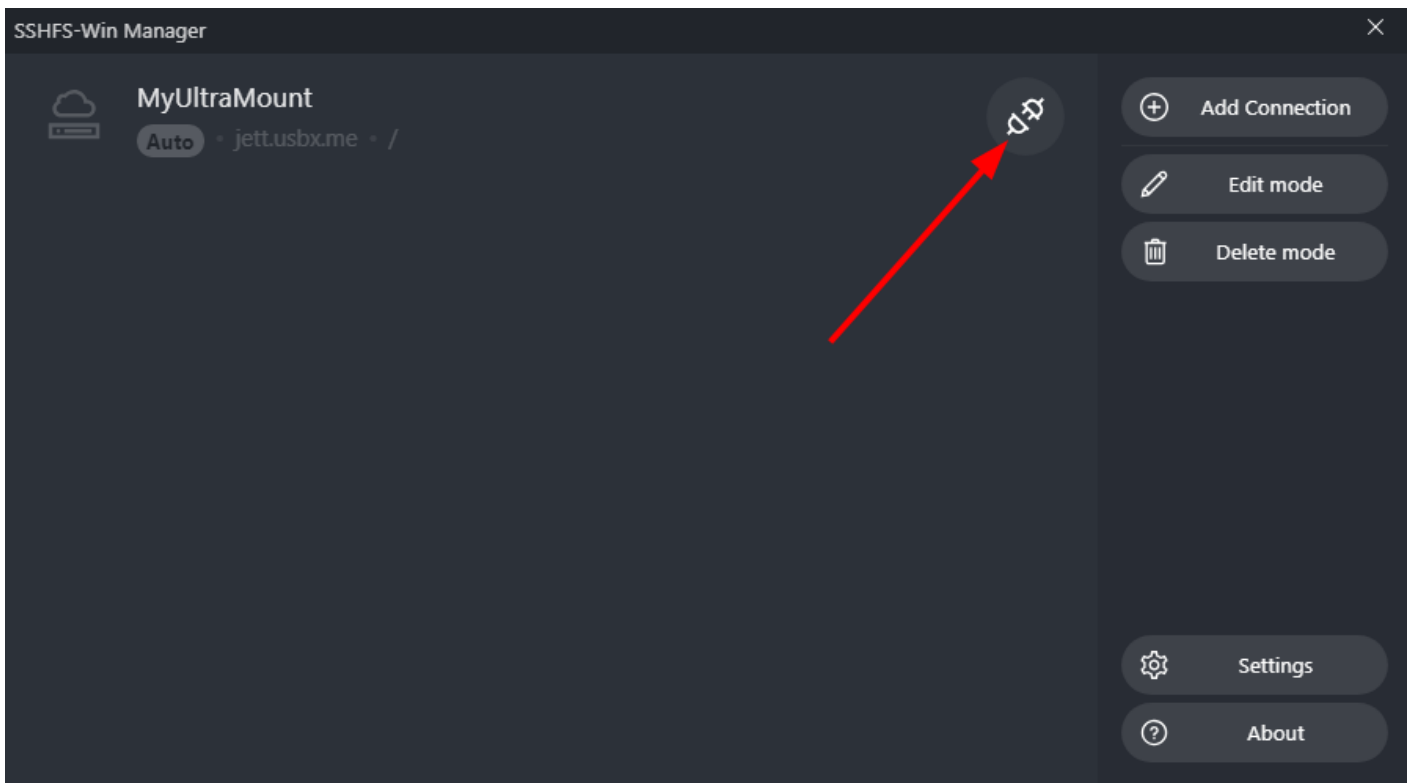 SSHFS-Win Manager
MyUltraMount
Auto • jett.usbx.me • /
Add Connection
Edit mode
Delete mode
Settings
About